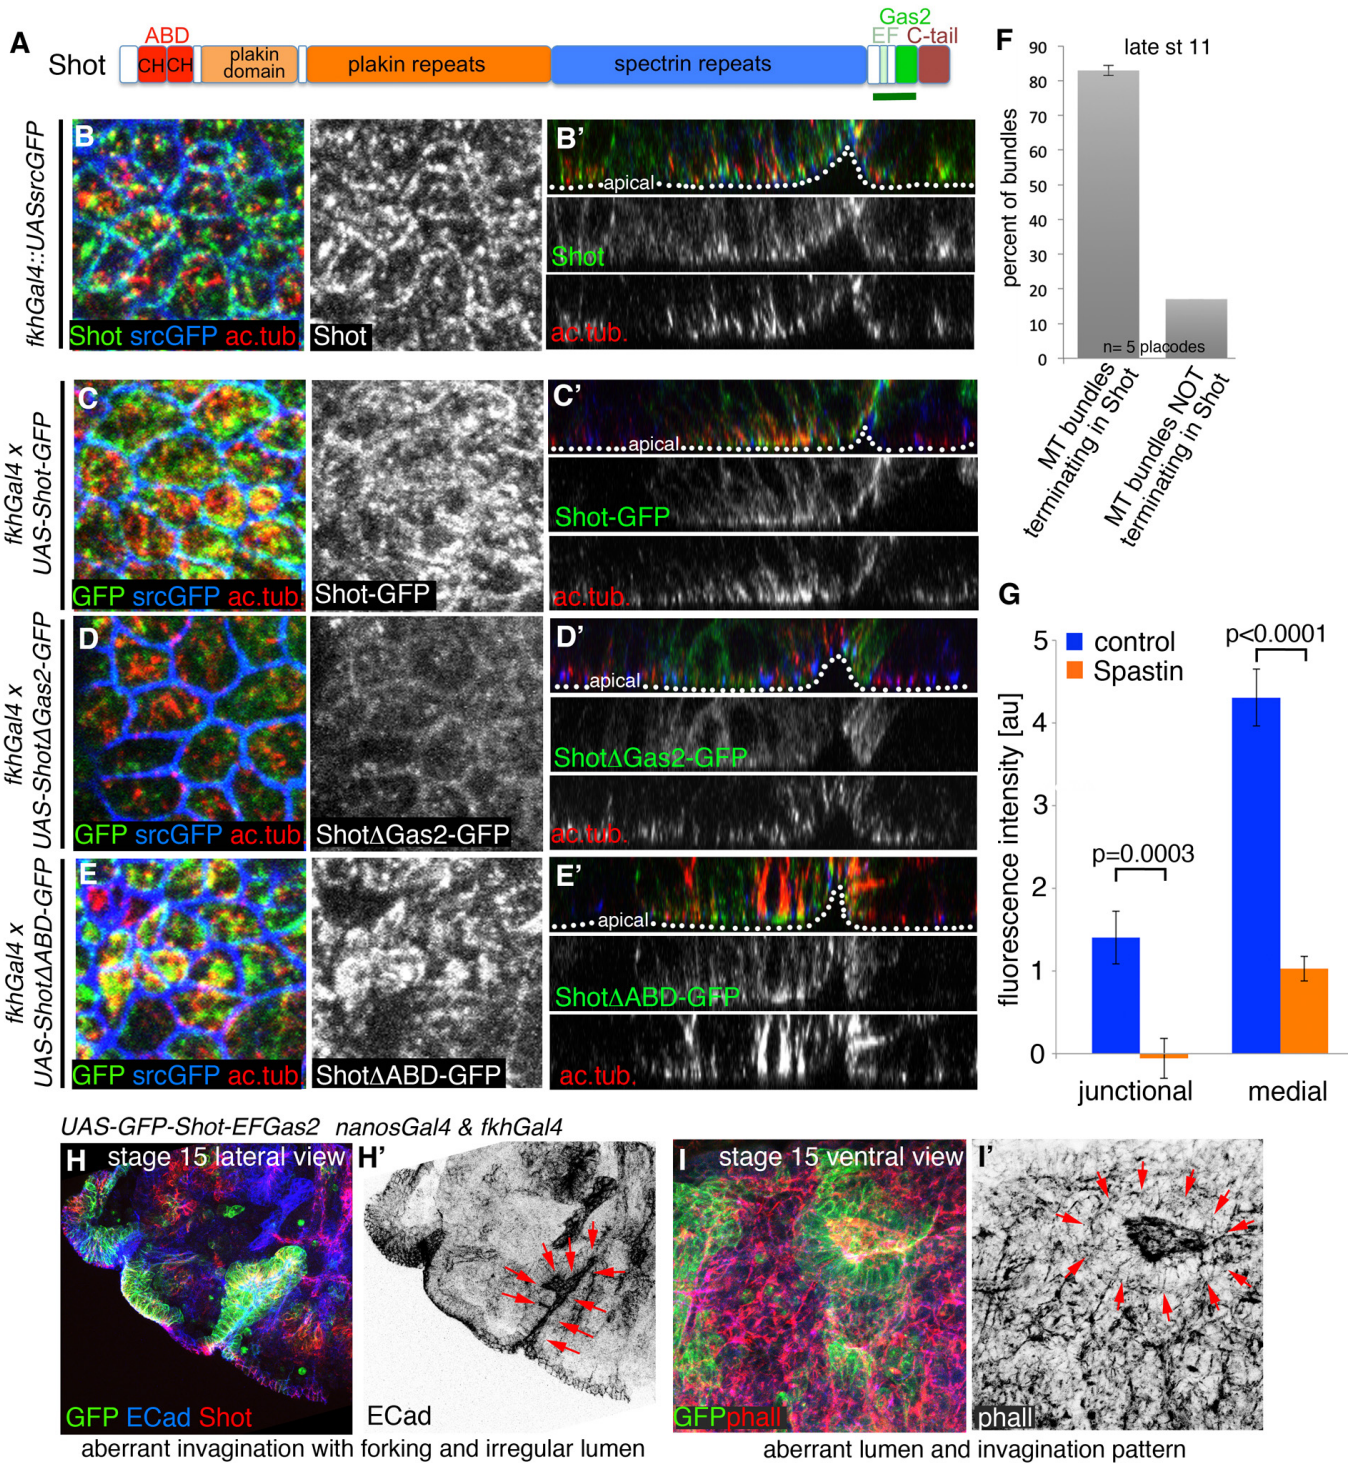 A
Shot
ABD
CH CH
plakin domain
plakin repeats
spectrin repeats
Gas2
EF C-tail
fkhGal4::UASsrcGFP
B
Shot srcGFP ac.tub.
Shot
B’
apical
Shot
ac.tub.
fkhGal4 x
UAS-Shot-GFP
C
GFP srcGFP ac.tub.
Shot-GFP
C’
apical
Shot-GFP
ac.tub.
fkhGal4 x
UAS-ShotΔGas2-GFP
D
GFP srcGFP ac.tub.
ShotΔGas2-GFP
D’
apical
ShotΔGas2-GFP
ac.tub.
fkhGal4 x
UAS-ShotΔABD-GFP
E
GFP srcGFP ac.tub.
ShotΔABD-GFP
E’
apical
ShotΔABD-GFP
ac.tub.
F
late st 11
percent of bundles
90
80
70
60
50
40
30
20
10
0
n= 5 placodes
MT bundles
terminating in Shot
MT bundles NOT
terminating in Shot
G
control
Spastin
fluorescence intensity [au]
5
4
3
2
1
0
p=0.0003
p<0.0001
junctional
medial
UAS-GFP-Shot-EFGas2 nanosGal4 & fkhGal4
H
stage 15 lateral view
GFP ECad Shot
H’
ECad
aberrant invagination with forking and irregular lumen
I
stage 15 ventral view
GFP phall
I’
phall
aberrant lumen and invagination pattern